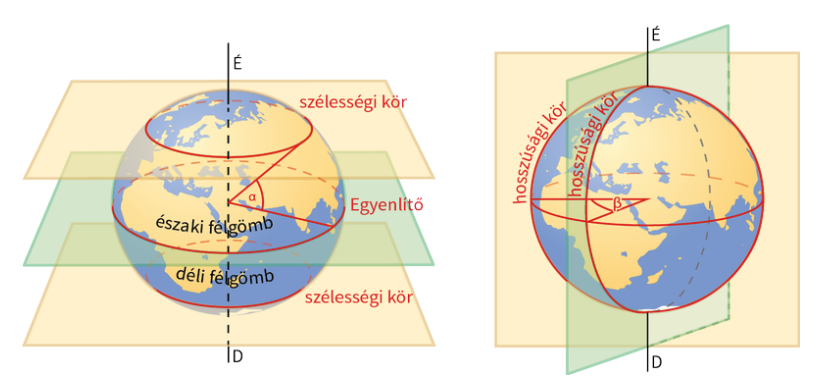 É
szélességi kör
α
Egyenlítő
északi félgömb
déli félgömb
szélességi kör
D
É
hosszúsági kör
hosszúsági kör
β
D